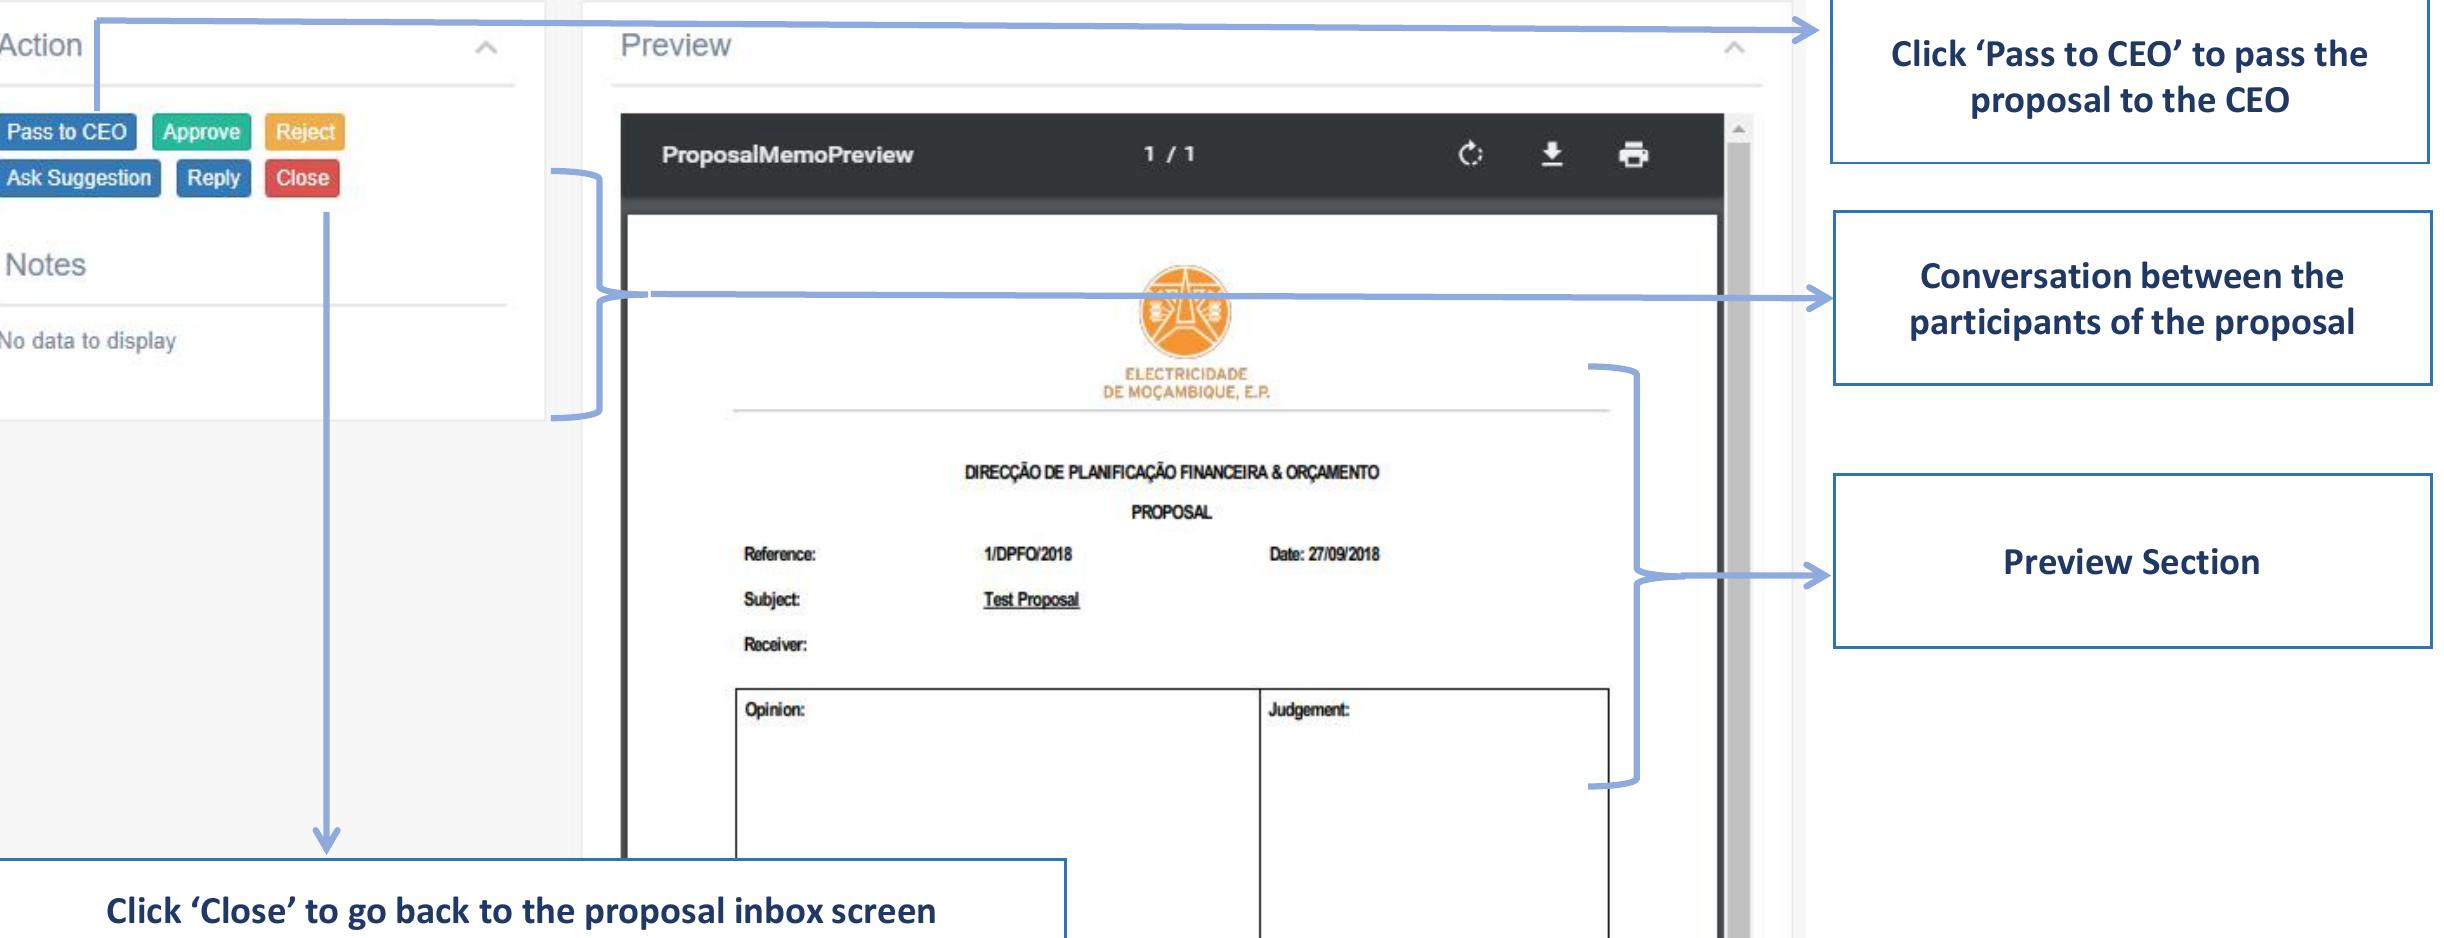 Action
Pass to CEO Approve Reject
Ask Suggestion Reply Close
Notes
No data to display
Preview
ProposalMemoPreview 1 / 1
ELECTRICIDADE
DE MOÇAMBIQUE, E.P.
DIRECÇÃO DE PLANIFICAÇÃO FINANCEIRA & ORÇAMENTO
PROPOSAL
Reference: 1/DPFO/2018 Date: 27/09/2018
Subject: Test Proposal
Receiver:
Opinion: Judgement:
Click ‘Pass to CEO’ to pass the
proposal to the CEO
Conversation between the
participants of the proposal
Preview Section
Click ‘Close’ to go back to the proposal inbox screen